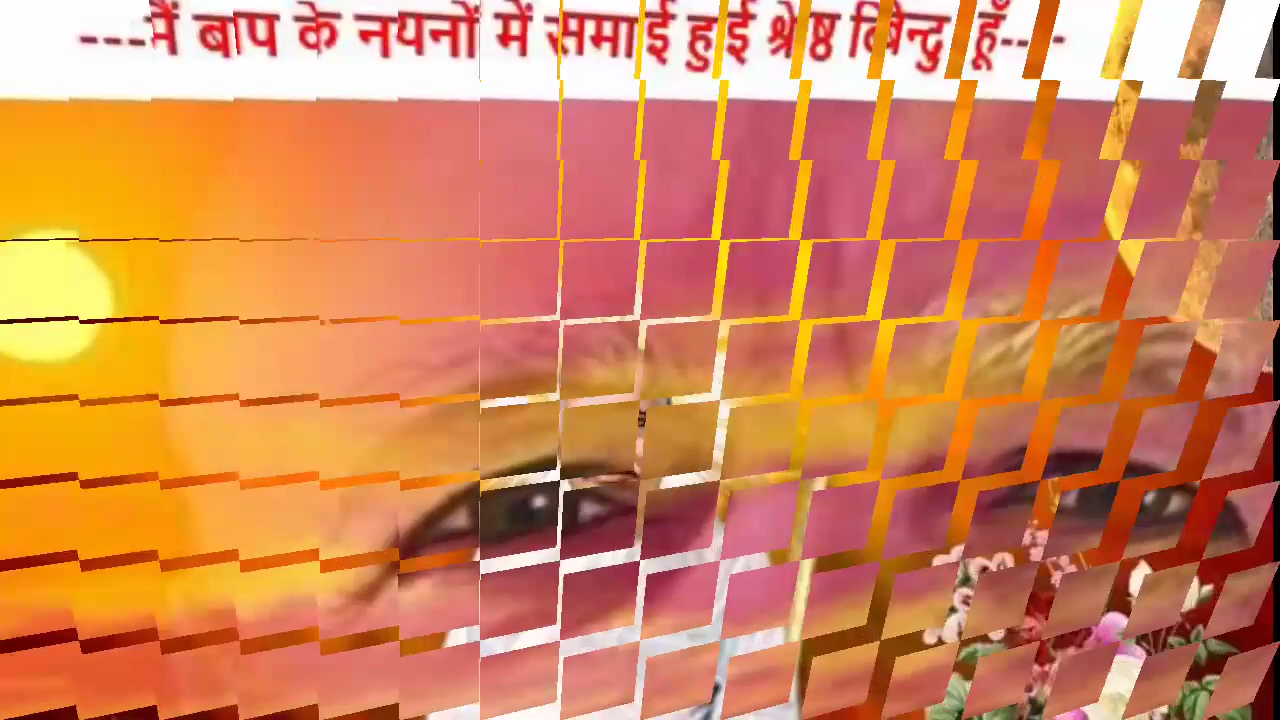 ---मैं बाप के नयनों में समाई हुई श्रेष्ठ बिन्दु हूँ---